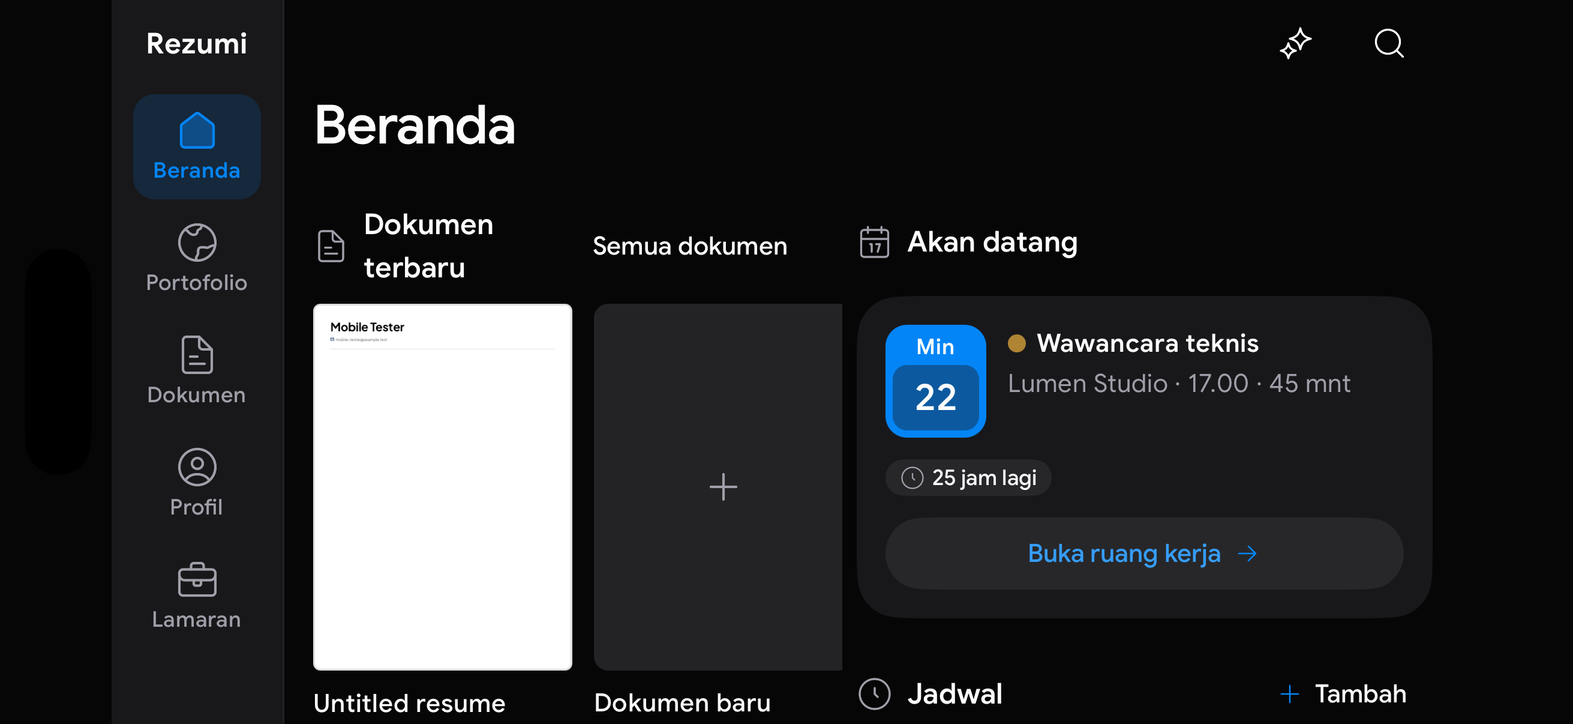 Rezumi
Beranda
Portofolio
Dokumen
Profil
Lamaran
Beranda
Dokumen
terbaru
Semua dokumen
Mobile Tester
Untitled resume
Dokumen baru
17
Akan datang
Min
22
Wawancara teknis
Lumen Studio · 17.00 · 45 mnt
25 jam lagi
Buka ruang kerja →
Jadwal
+ Tambah